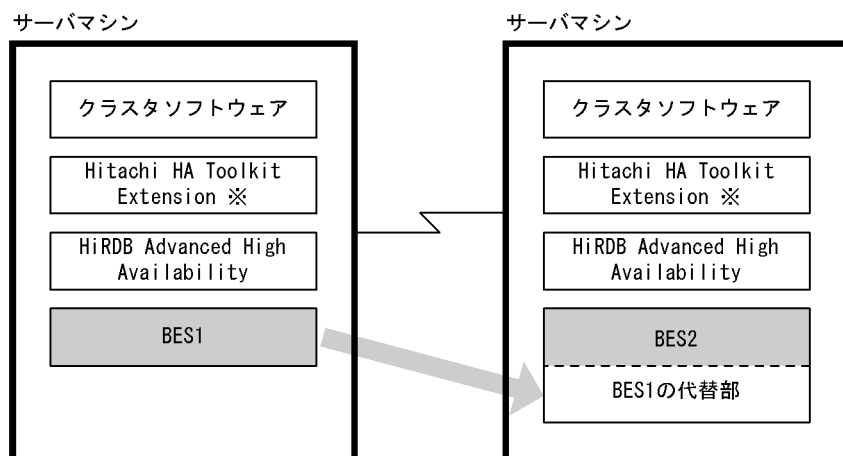 サーバマシン
クラスタソフトウェア
Hitachi HA Toolkit
Extension ※
HiRDB Advanced High
Availability
BES1
サーバマシン
クラスタソフトウェア
Hitachi HA Toolkit
Extension ※
HiRDB Advanced High
Availability
BES2
BES1の代替部